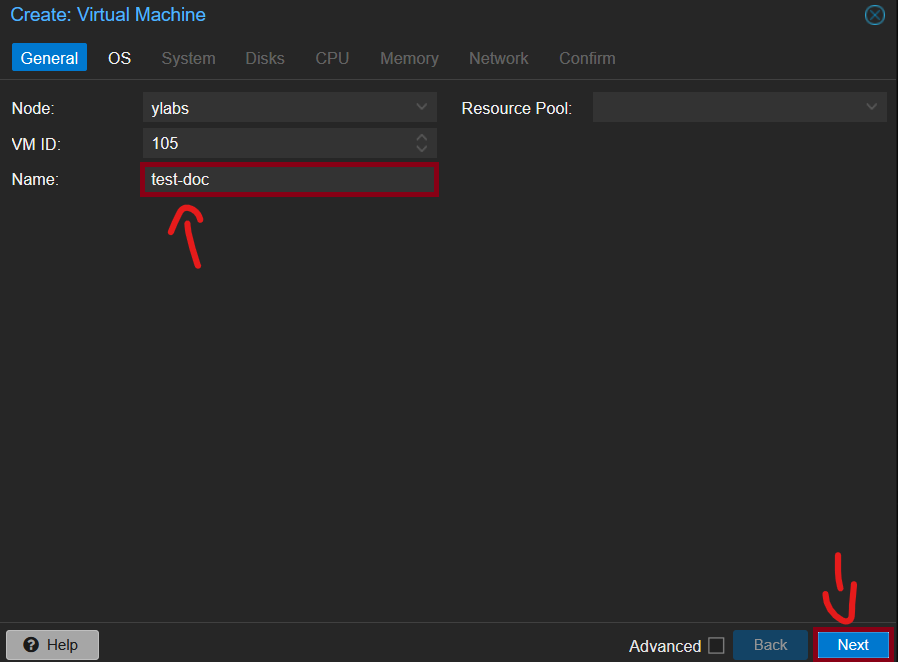 Create: Virtual Machine
General OS System Disks CPU Memory Network Confirm
Node: ylabs Resource Pool:
VM ID: 105
Name: test-doc
Help Advanced Back Next